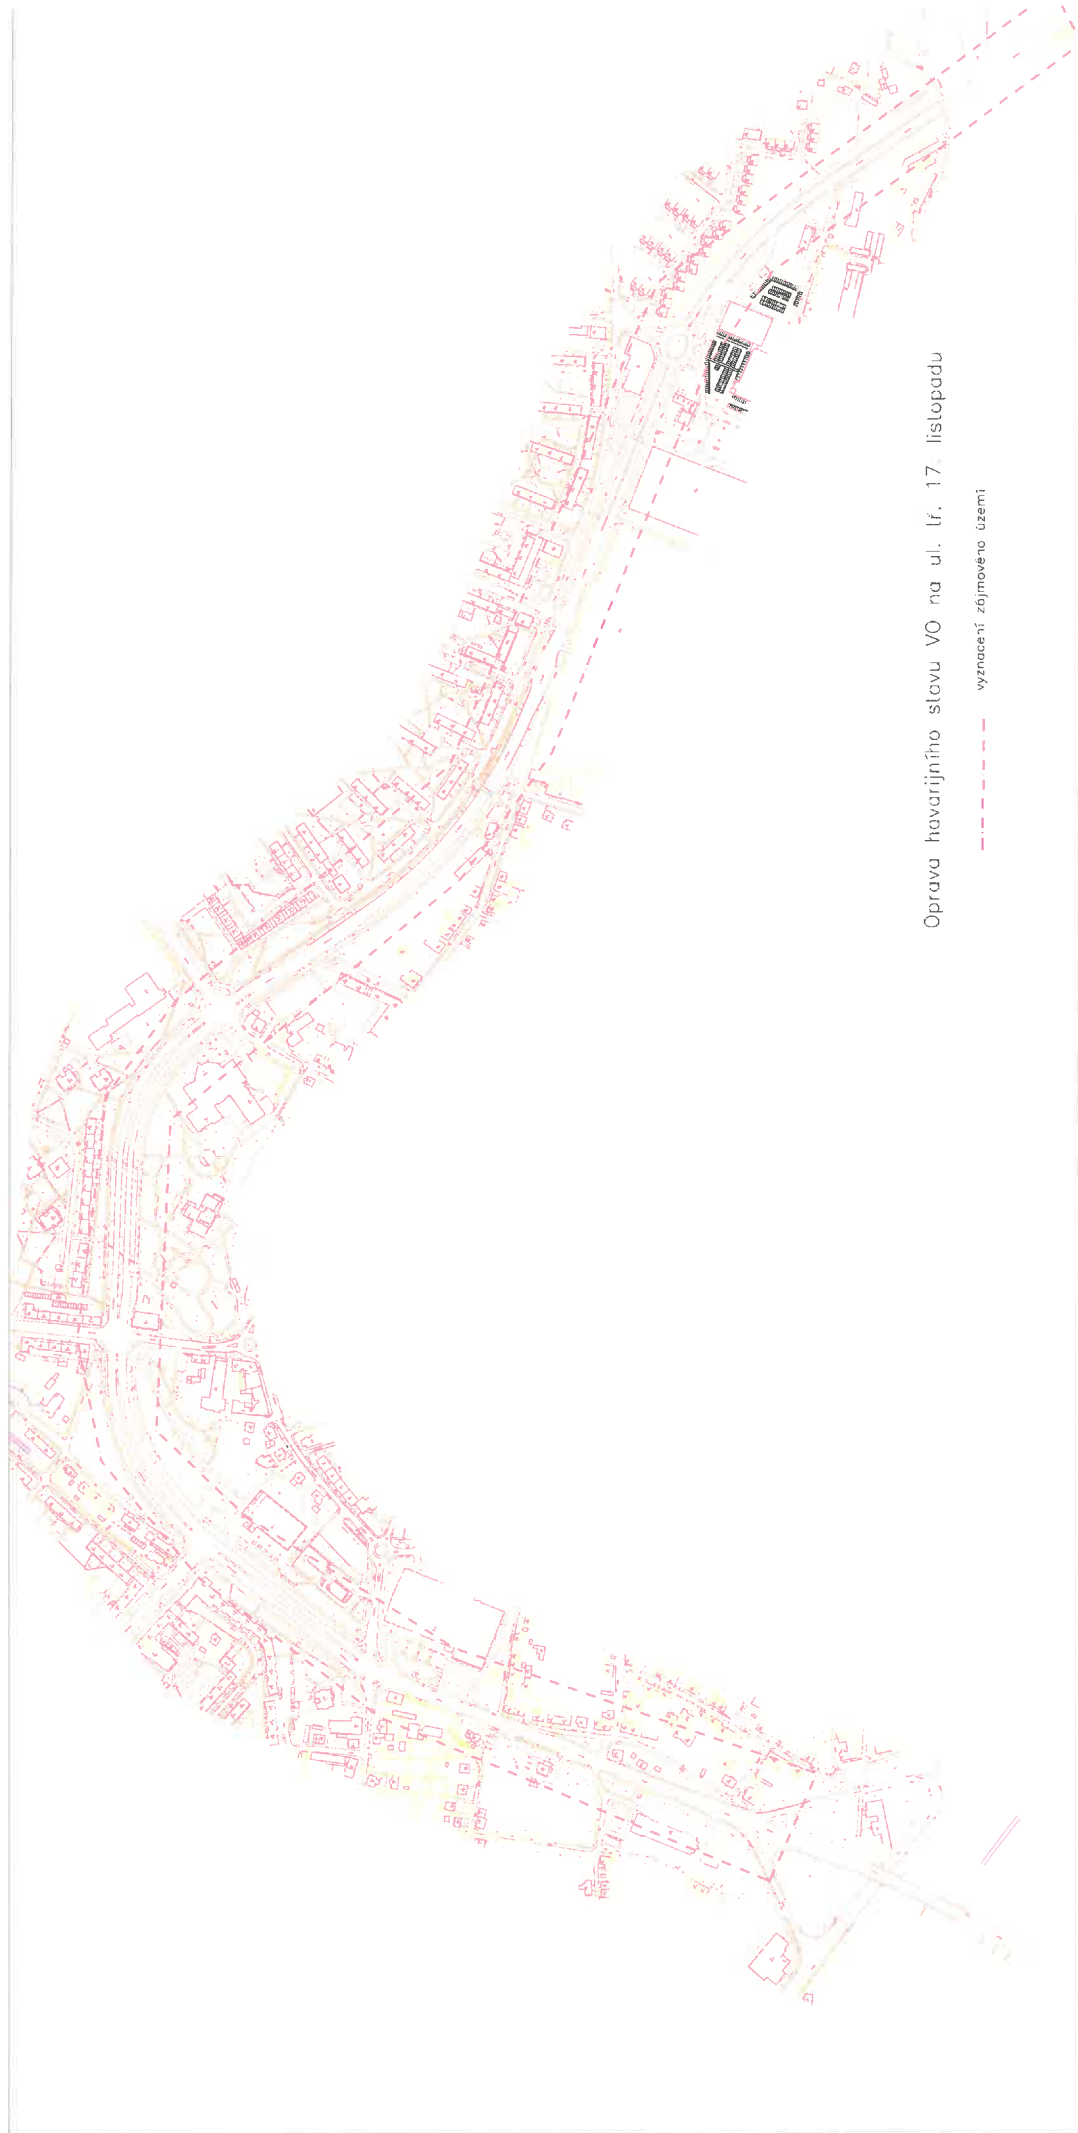 Oprava havarijního stavu VO na ul. tř. 17. listopadu
vyznacení zájmového území